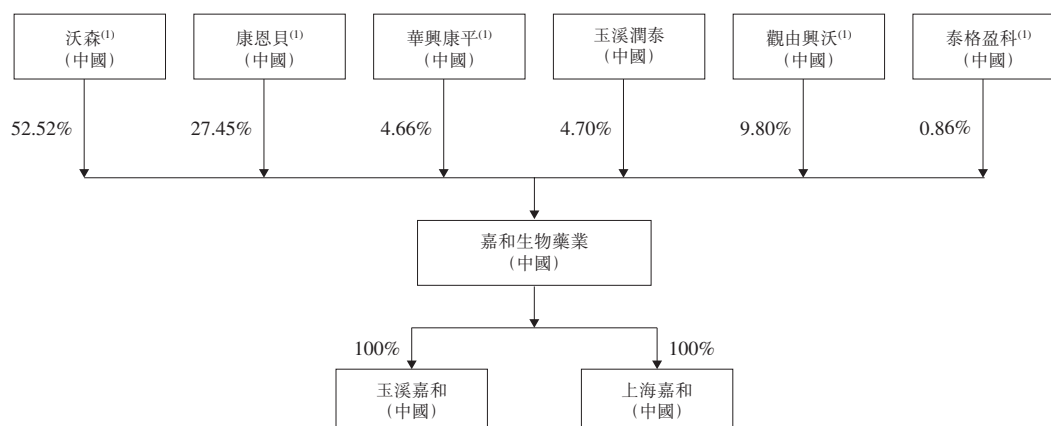 沃森(1)
(中國)
康恩貝(1)
(中國)
華興康平(1)
(中國)
玉溪潤泰
(中國)
觀由興沃(1)
(中國)
泰格盈科(1)
(中國)
52.52%
27.45%
4.66%
4.70%
9.80%
0.86%
嘉和生物藥業
(中國)
100%
100%
玉溪嘉和
(中國)
上海嘉和
(中國)